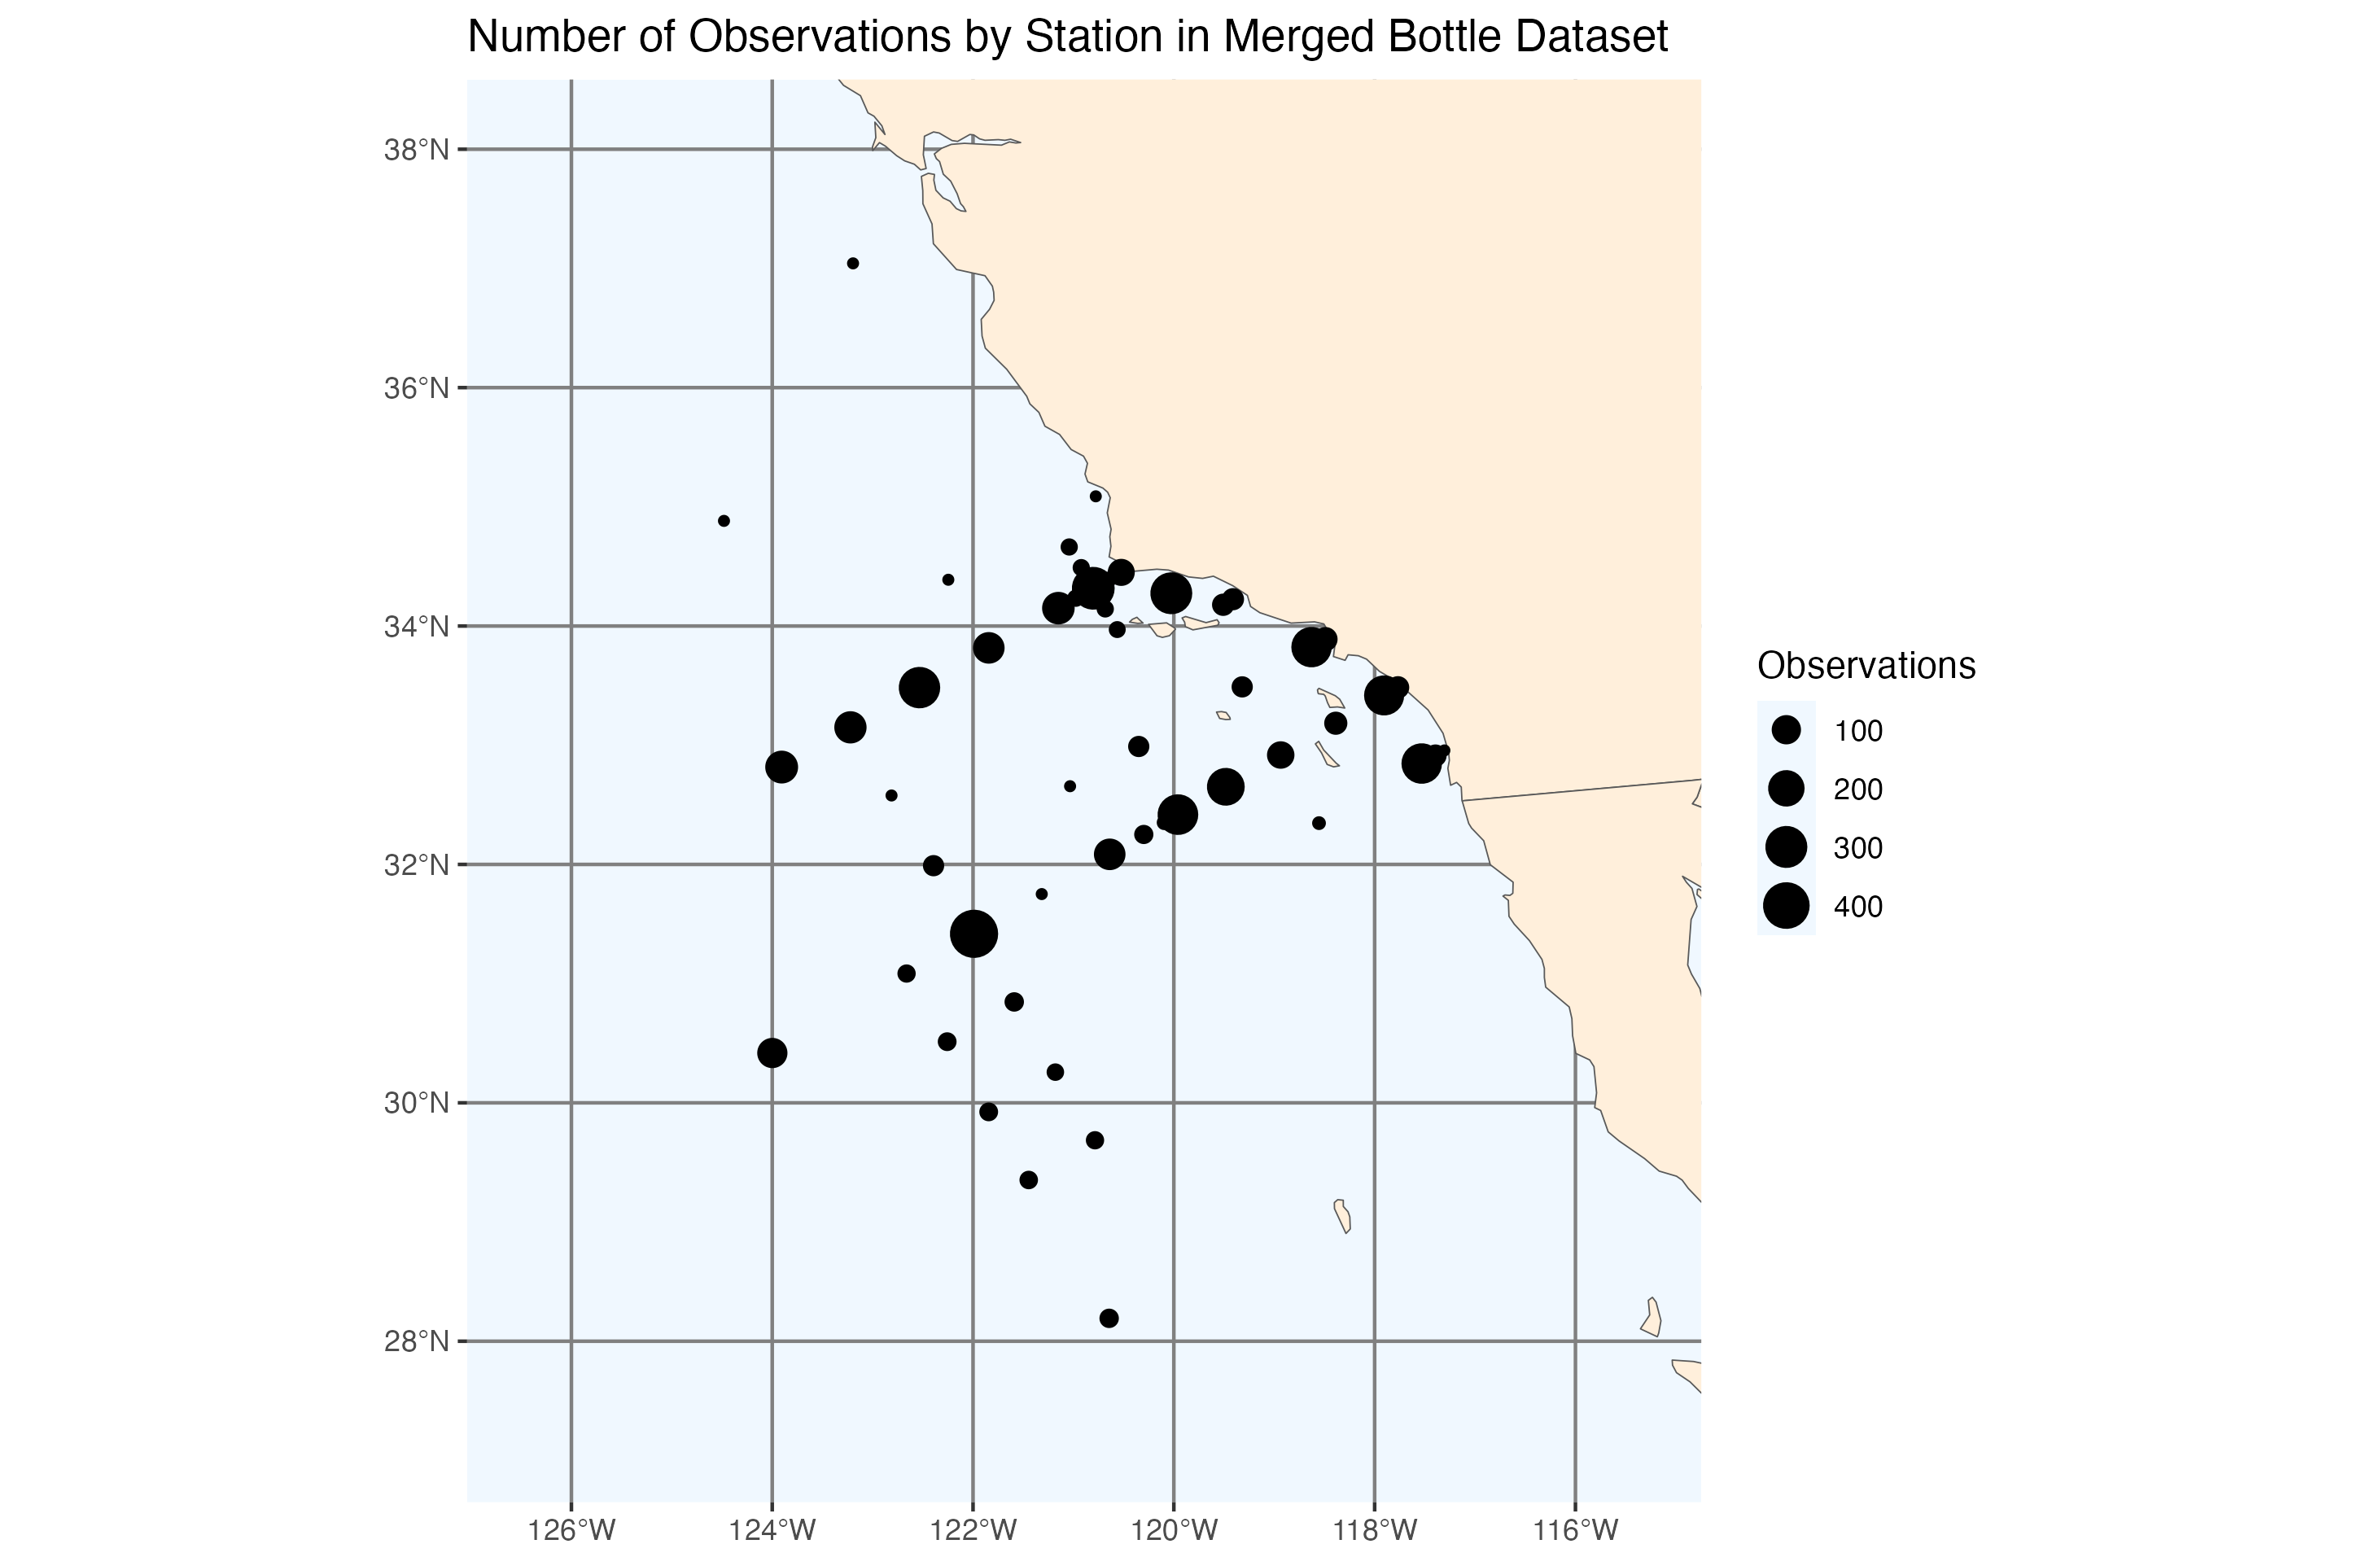 Number of Observations by Station in Merged Bottle Dataset
38°N
36°N
34°N
32°N
30°N
28°N
126°W
124°W
122°W
120°W
118°W
116°W
Observations
100
200
300
400